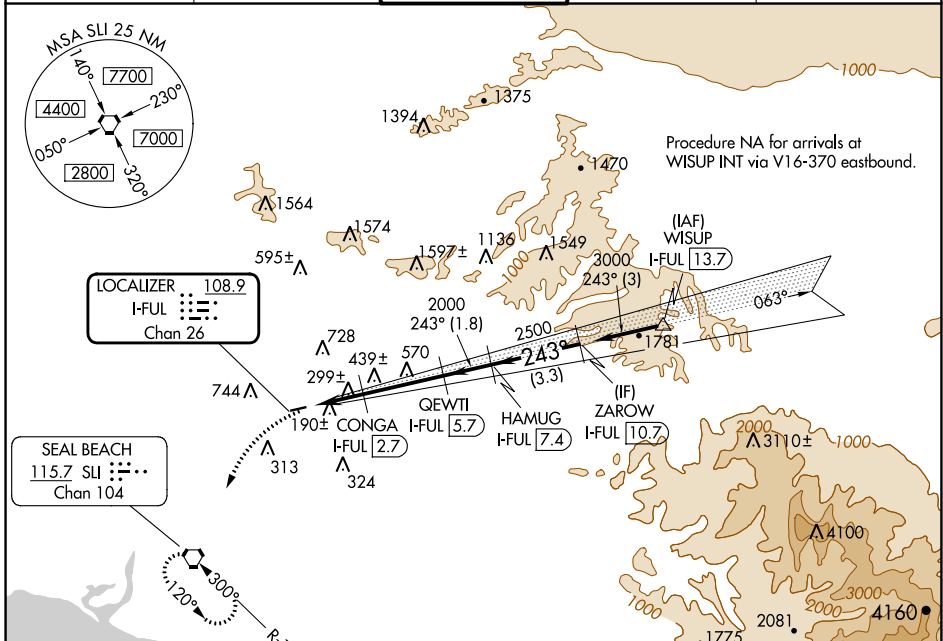 MSA SLI 25 NM
140°
7700
230°
4400
7000
050°
2800
320°
1000
1375
1394
Procedure NA for arrivals at
WISUP INT via V16-370 eastbound.
1470
1564
1574
1597±
1136
1549
1000
595±
(IAF)
WISUP
I-FUL 13.7
3000
243° (3)
063°
LOCALIZER 108.9
I-FUL
Chan 26
2000
243° (1.8)
2500
243°
(3.3)
1781
728
439±
570
299±
744
190±
CONGA
I-FUL 2.7
QEWTI
I-FUL 5.7
HAMUG
I-FUL 7.4
(IF)
ZAROW
I-FUL 10.7
313
324
2000
3110±
1000
SEAL BEACH
115.7 SLI
Chan 104
4100
300°
120°
1000
3000
2000
4160
2081
1775